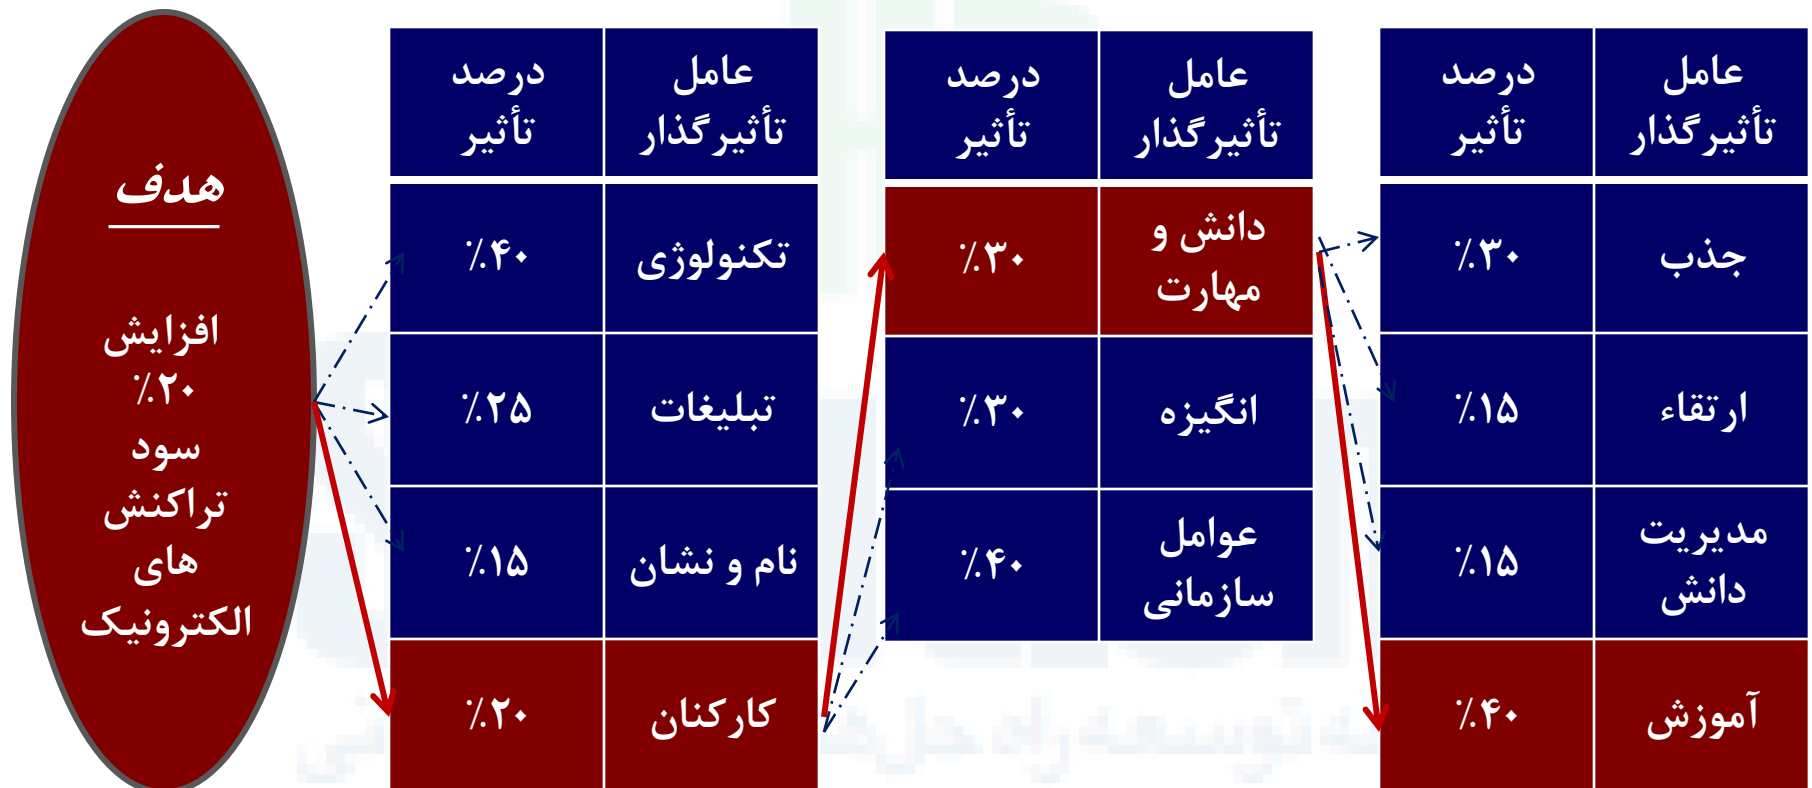 هدف
افزایش
٪۲۰
سود
تراکنش
های
الکترونیک
عامل
تأثیرگذار
درصد
تأثیر
تکنولوژی
٪۴۰
تبلیغات
٪۲۵
نام و نشان
٪۱۵
کارکنان
٪۲۰
عامل
تأثیرگذار
درصد
تأثیر
دانش و
مهارت
٪۳۰
انگیزه
٪۳۰
عوامل
سازمانی
٪۴۰
عامل
تأثیرگذار
درصد
تأثیر
جذب
٪۳۰
ارتقاء
٪۱۵
مدیریت
دانش
٪۱۵
آموزش
٪۴۰